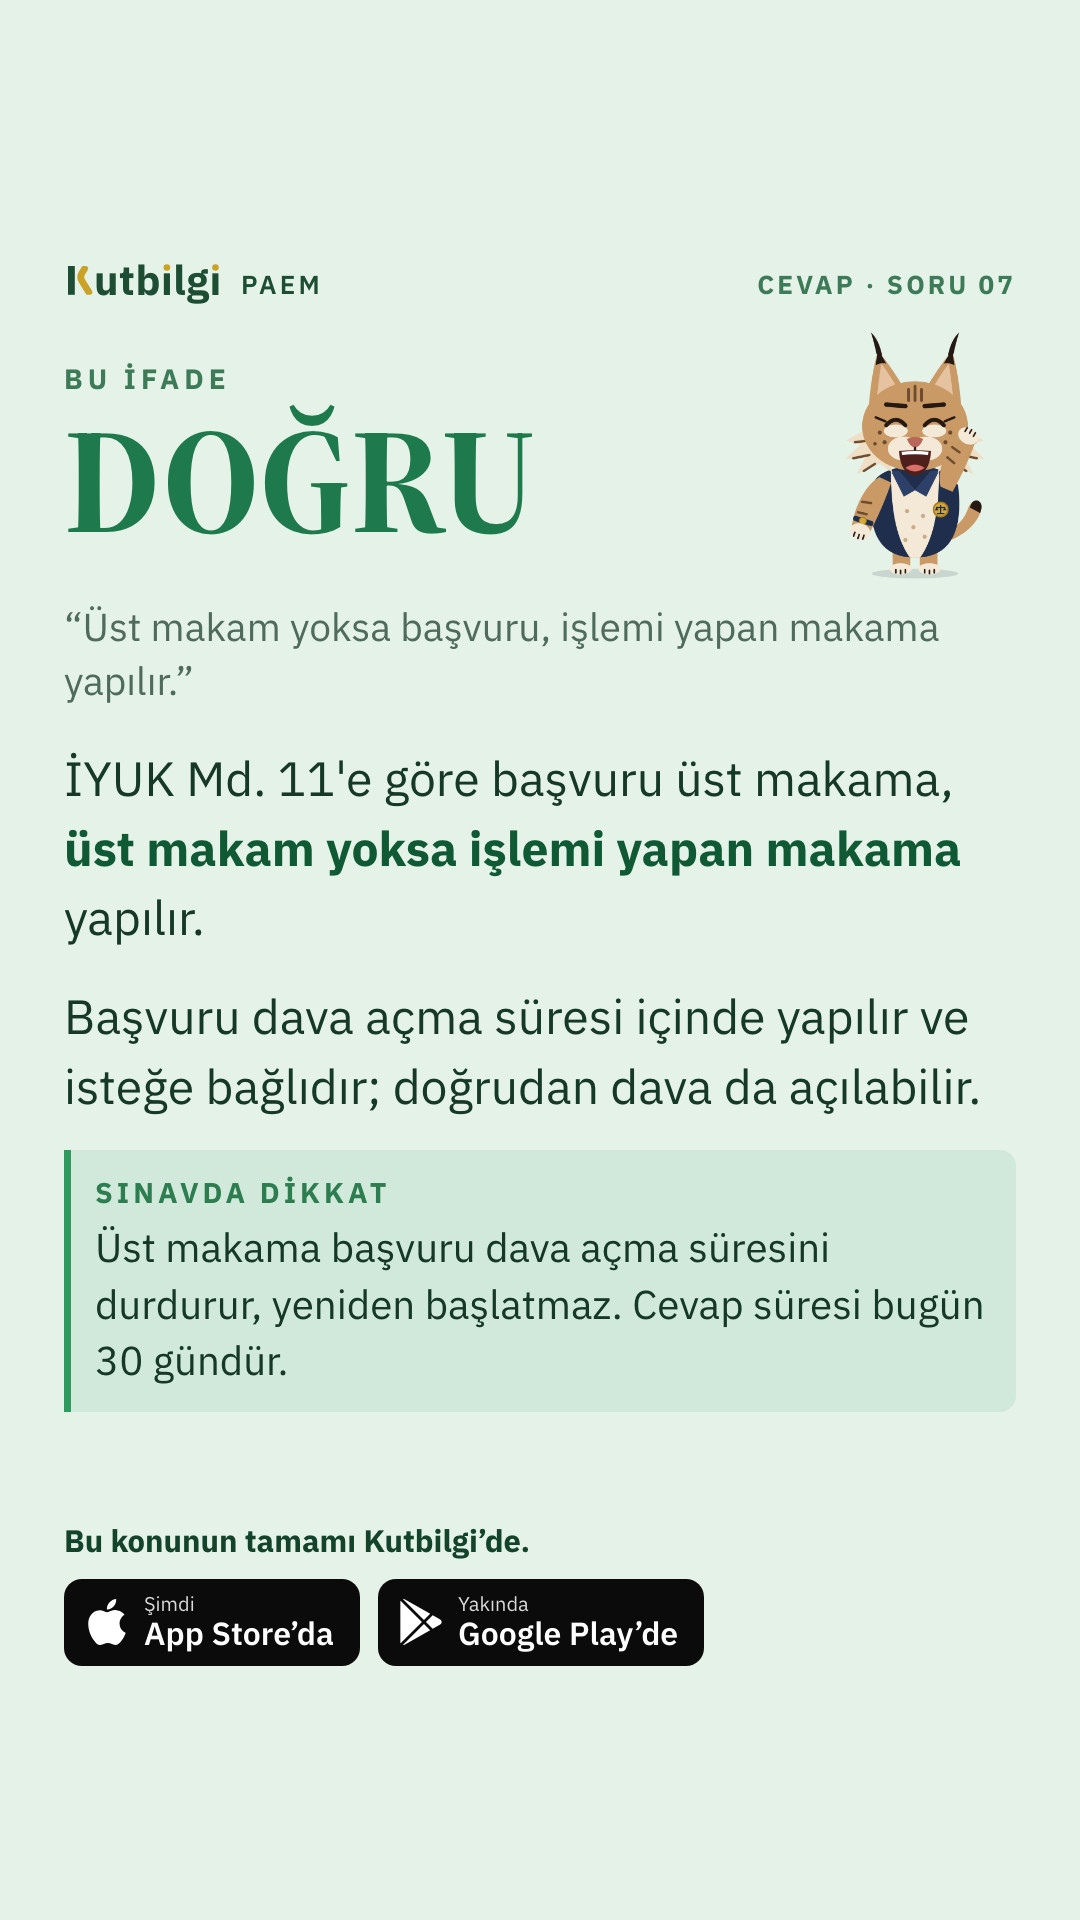 Kutbilgi PAEM
CEVAP · SORU 07
BU İFADE
DOĞRU
“Üst makam yoksa başvuru, işlemi yapan makama
yapılır.”
İYUK Md. 11'e göre başvuru üst makama,
üst makam yoksa işlemi yapan makama
yapılır.
Başvuru dava açma süresi içinde yapılır ve
isteğe bağlıdır; doğrudan dava da açılabilir.
SINAVDA DİKKAT
Üst makama başvuru dava açma süresini
durdurur, yeniden başlatmaz. Cevap süresi bugün
30 gündür.
Bu konunun tamamı Kutbilgi’de.
Şimdi
App Store’da
Yakında
Google Play’de